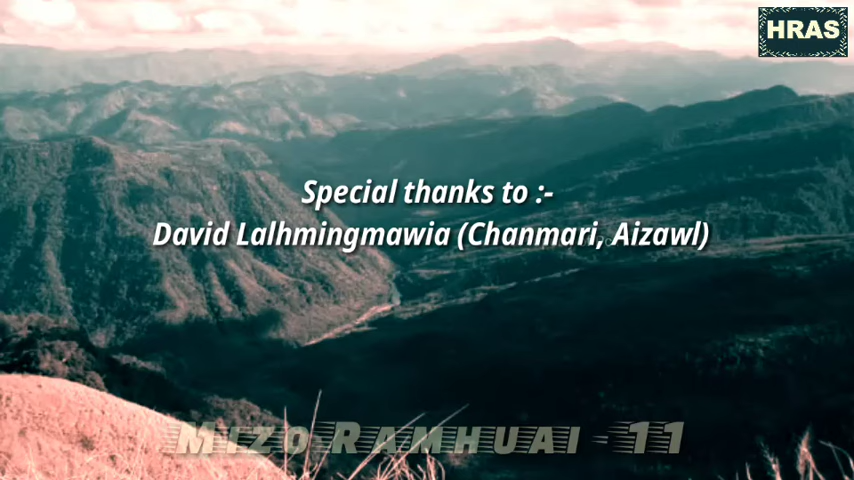 HRAS
Special thanks to :-
David Lalhmingmawia (Chanmari, Aizawl)
Mizo Ramhuai - 11